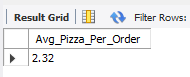 Result Grid Filter Rows:
Avg_Pizza_Per_Order
2.32